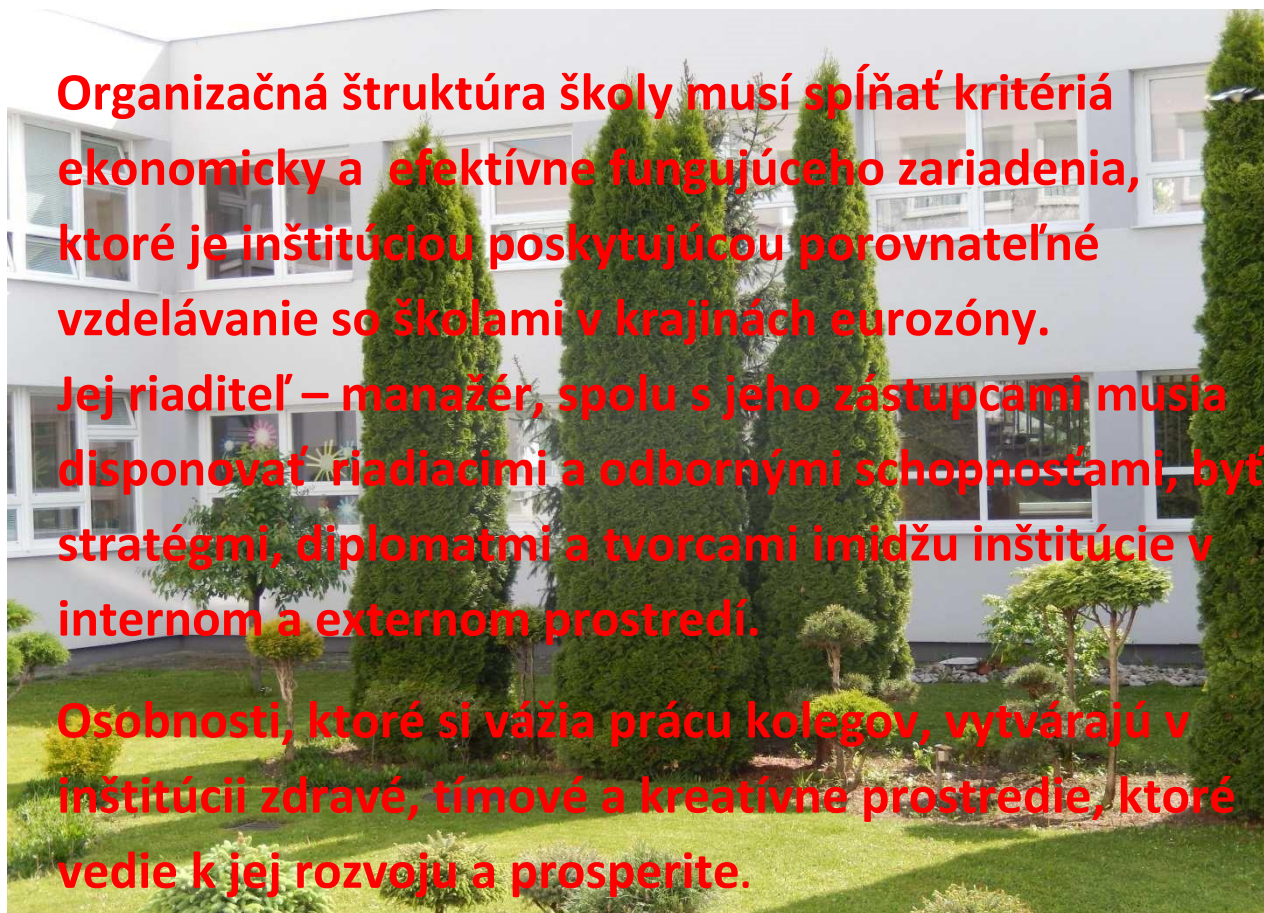 Organizačná štruktúra školy musí spĺňať kritériá
ekonomicky a  efektívne fungujúceho zariadenia,
ktoré je inštitúciou poskytujúcou porovnateľné
vzdelávanie so školami v krajinách eurozóny.
Jej riaditeľ – manažér, spolu s jeho zástupcami musia
disponovať  riadiacimi a odbornými schopnosťami, byť
stratégmi, diplomatmi a tvorcami imidžu inštitúcie v
internom a externom prostredí.
Osobnosti, ktoré si vážia prácu kolegov, vytvárajú v
inštitúcii zdravé, tímové a kreatívne prostredie, ktoré
vedie k jej rozvoju a prosperite.